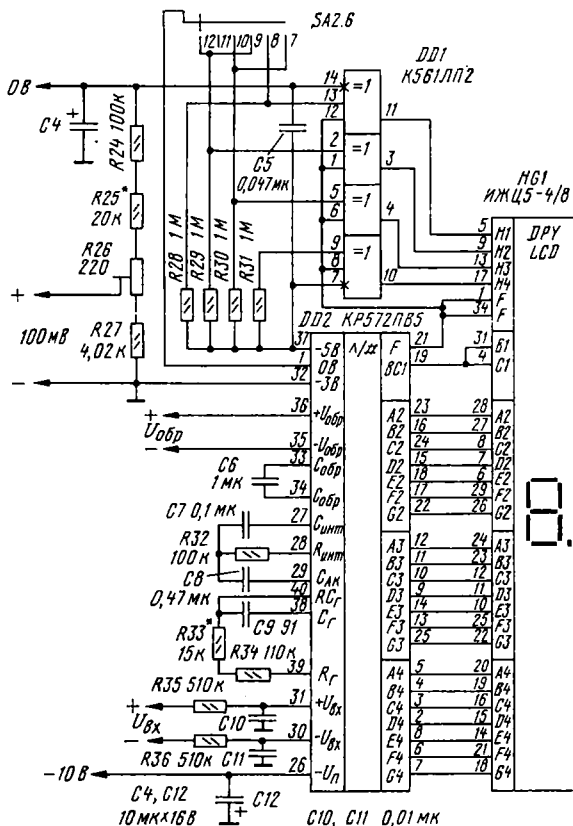 SA2.6
12 11 10 9 8 7
DD1
К561ЛП2
0В
C4
+
R24 100к
R25*
20к
R26
220
+
100мВ
R27
4,02к
-
C5
0,047мк
R28 1М
R29 1М
R30 1М
R31 1М
14
13
12
=1
11
2
1
=1
3
5
6
=1
4
9
8
7
=1
10
HG1
ИЖЦ5-4/8
DPY
LCD
5 H1
9 H2
13 H3
17 H4
1 F
34 F
31 B1
4 C1
DD2 КР572ПВ5
Λ/#
37 -5В
1 0В
32 -3В
F 21
BC1 19
+
Uобр
-
36 +Uобр
35 -Uобр
33 Cобр
C6
1мк
34 Cобр
C7 0,1мк
27 Cинт
R32
100к
28 Rинт
C8
0,47мк
29 CАК
40 RCг
38 Cг
C9 91
R33*
15к
R34 110к
39 Rг
R35 510к
+
Uвх
-
31 +Uвх
C10
30 -Uвх
R36 510к
C11
-10В
26 -Uп
C4, C12
10мк×16В
C12
+
C10, C11 0,01мк
A2 23 28 A2
B2 16 27 B2
C2 24 8 C2
D2 15 7 D2
E2 18 6 E2
F2 17 29 F2
G2 22 26 G2
A3 12 24 A3
B3 11 23 B3
C3 10 12 C3
D3 9 11 D3
E3 14 10 E3
F3 13 25 F3
G3 25 22 G3
A4 5 20 A4
B4 4 19 B4
C4 3 16 C4
D4 2 15 D4
E4 8 14 E4
F4 6 21 F4
G4 7 18 G4
8.